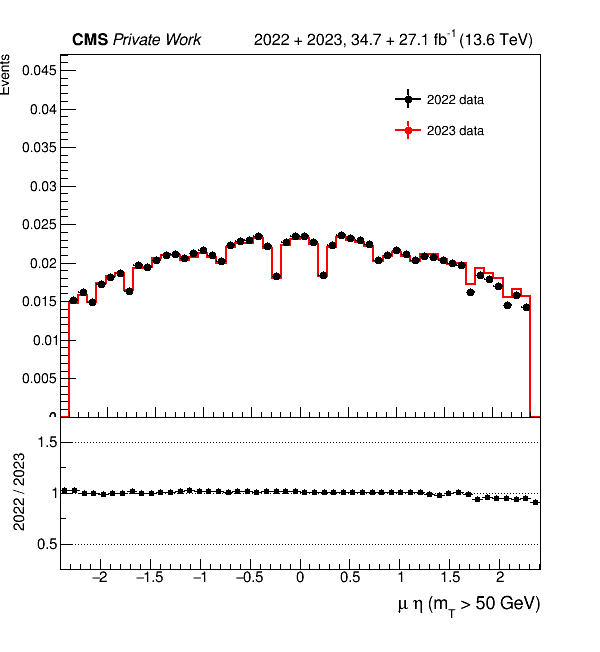 CMS Private Work 2022 + 2023, 34.7 + 27.1 fb⁻¹ (13.6 TeV)
Events
0.045
0.04
0.035
0.03
0.025
0.02
0.015
0.01
0.005
0
2022 data
2023 data
2022 / 2023
1.5
1
0.5
−2 −1.5 −1 −0.5 0 0.5 1 1.5 2
μ η (m_T > 50 GeV)